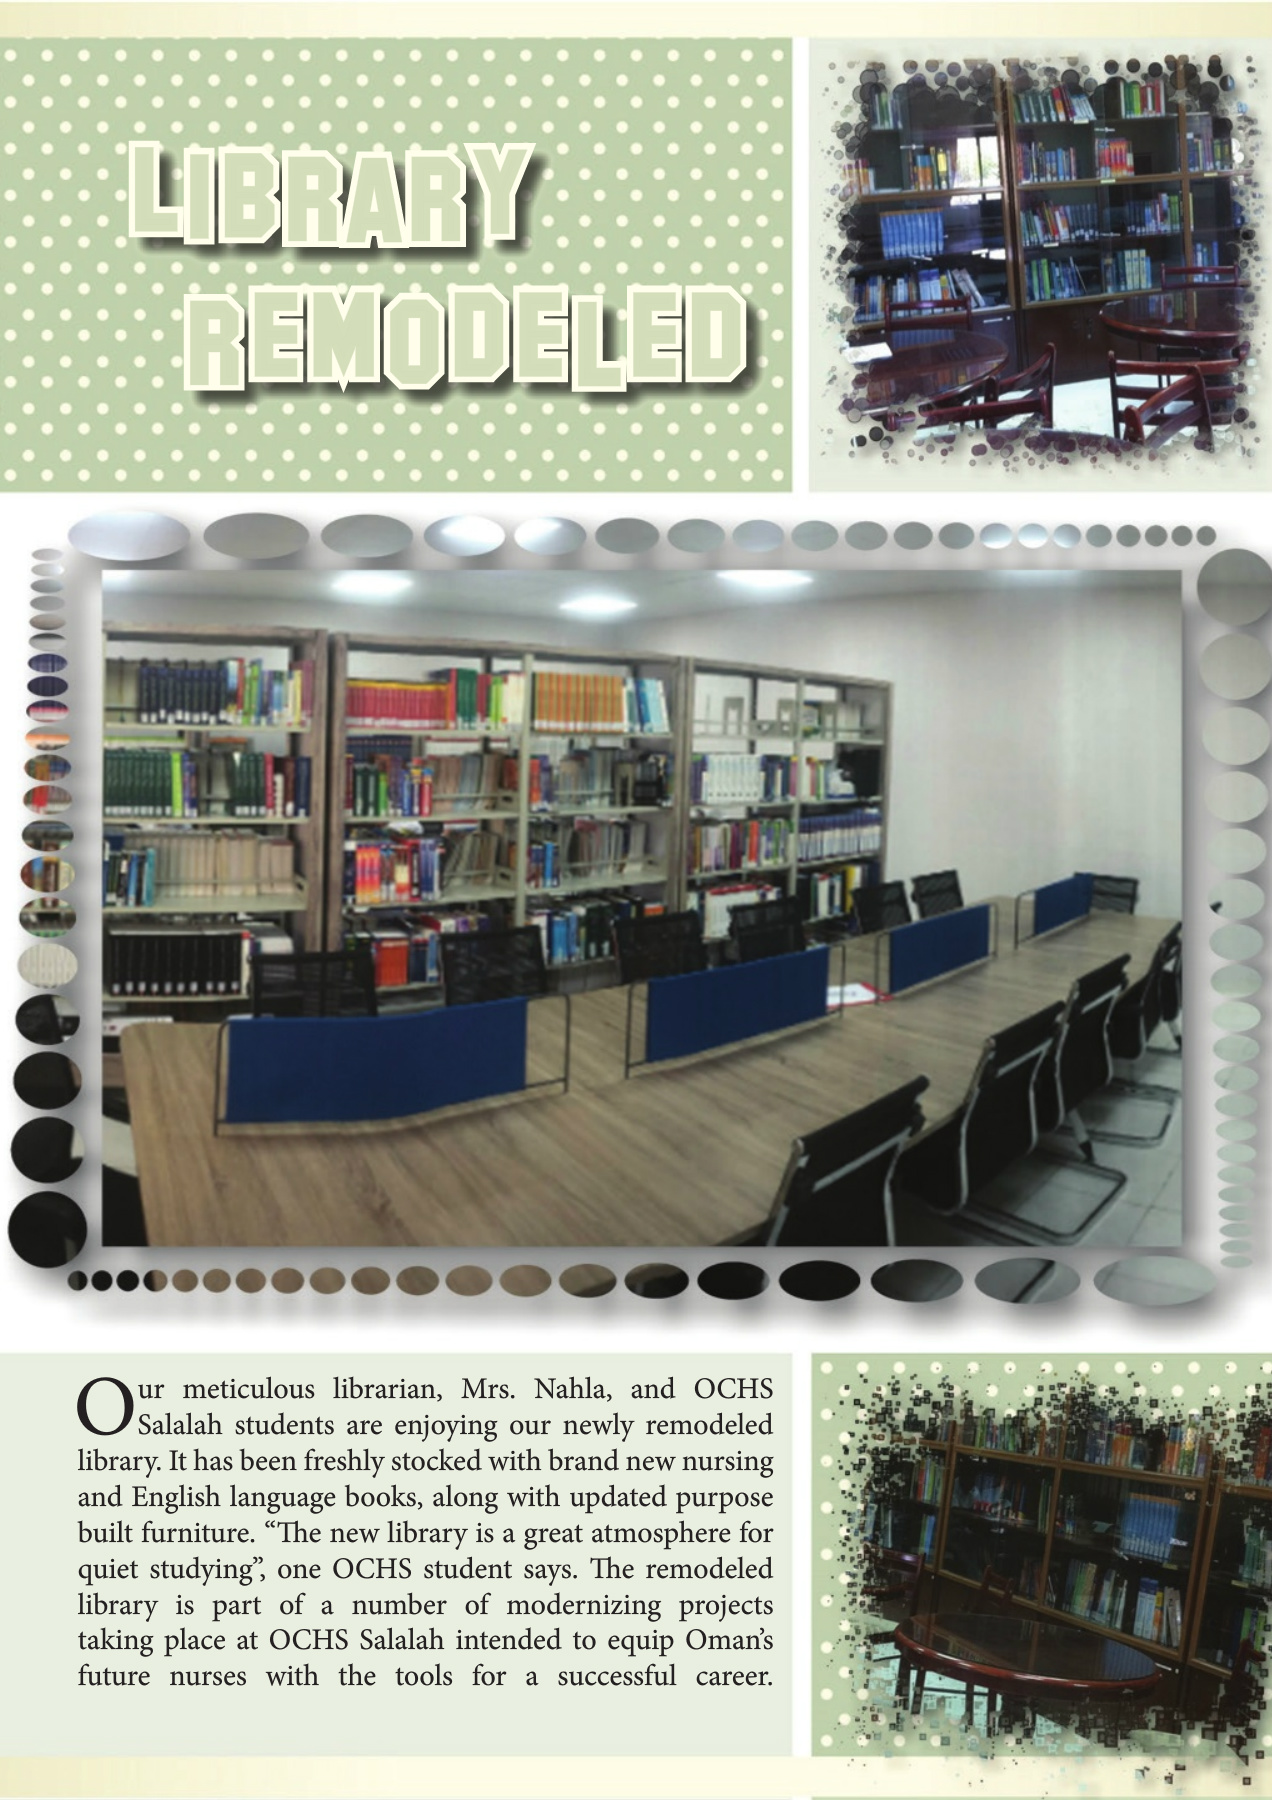 LIBRARY
REMODELED
Our meticulous librarian, Mrs. Nahla, and OCHS
Salalah students are enjoying our newly remodeled
library. It has been freshly stocked with brand new nursing
and English language books, along with updated purpose
built furniture. “The new library is a great atmosphere for
quiet studying”, one OCHS student says. The remodeled
library is part of a number of modernizing projects
taking place at OCHS Salalah intended to equip Oman’s
future nurses with the tools for a successful career.